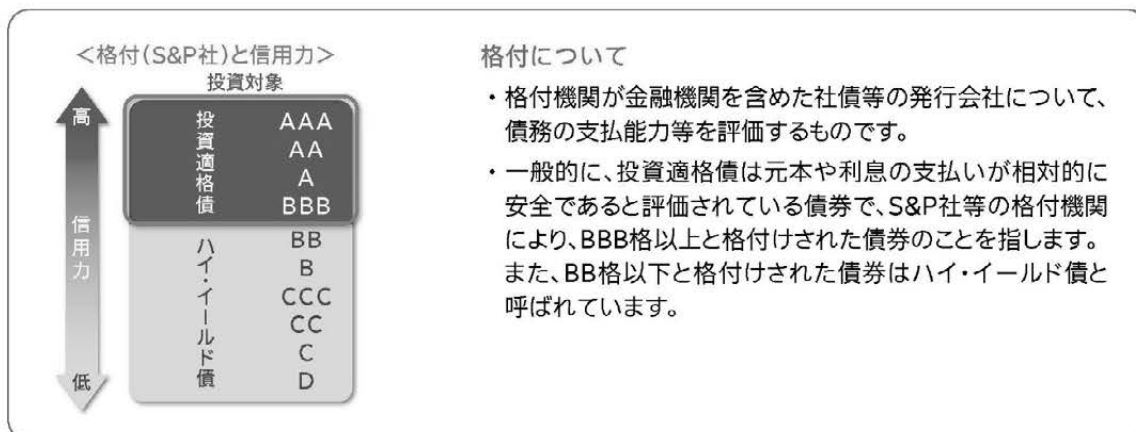 <格付(S&P社)と信用力>
投資対象
高
信用力
低
投資適格債
AAA
AA
A
BBB
ハイ・イールド債
BB
B
CCC
CC
C
D
格付について
・格付機関が金融機関を含めた社債等の発行会社について、
債務の支払能力等を評価するものです。
・一般的に、投資適格債は元本や利息の支払いが相対的に
安全であると評価されている債券で、S&P社等の格付機関
により、BBB格以上と格付けされた債券のことを指します。
また、BB格以下と格付けされた債券はハイ・イールド債と
呼ばれています。